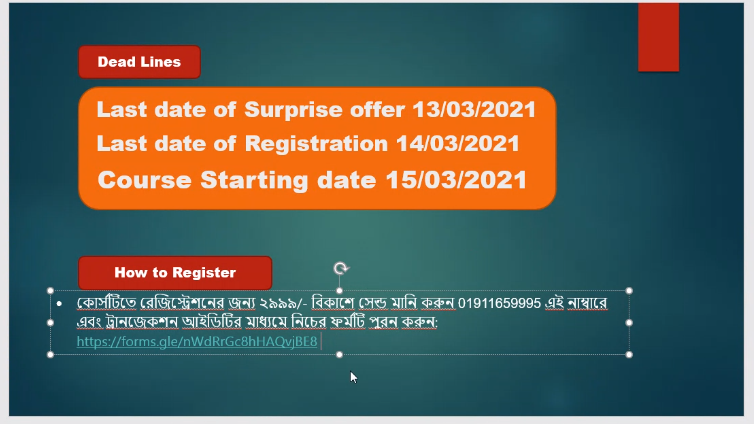 Dead Lines
Last date of Surprise offer 13/03/2021
Last date of Registration 14/03/2021
Course Starting date 15/03/2021
How to Register
• কোর্সটিতে রেজিস্ট্রেশনের জন্য ২৯৯৯/- বিকাশে সেন্ড মানি করুন 01911659995 এই নাম্বারে
এবং ট্রানজেকশন আইডিটির মাধ্যমে নিচের ফর্মটি পুরন করুন:
https://forms.gle/nWdRrGc8hHAQvjBE8